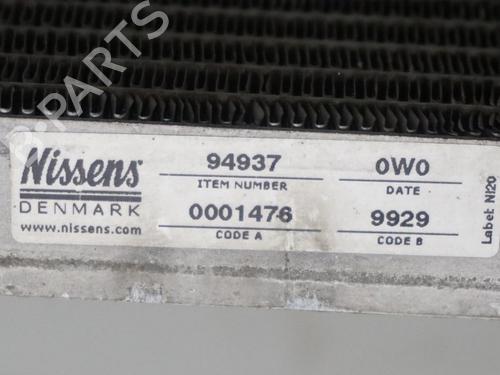 Nissens
DENMARK
www.nissens.com
94937
ITEM NUMBER
0001476
CODE A
0W0
DATE
9929
CODE B
Label: NI20
PARTS